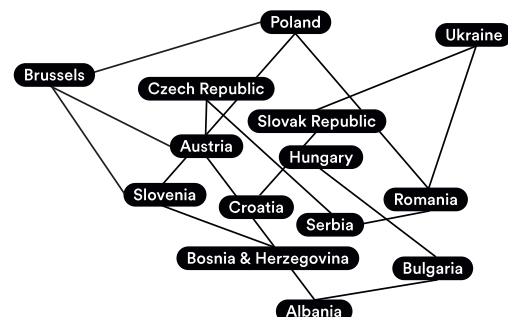 Poland
Ukraine
Brussels
Czech Republic
Slovak Republic
Austria
Hungary
Slovenia
Romania
Croatia
Serbia
Bosnia & Herzegovina
Bulgaria
Albania